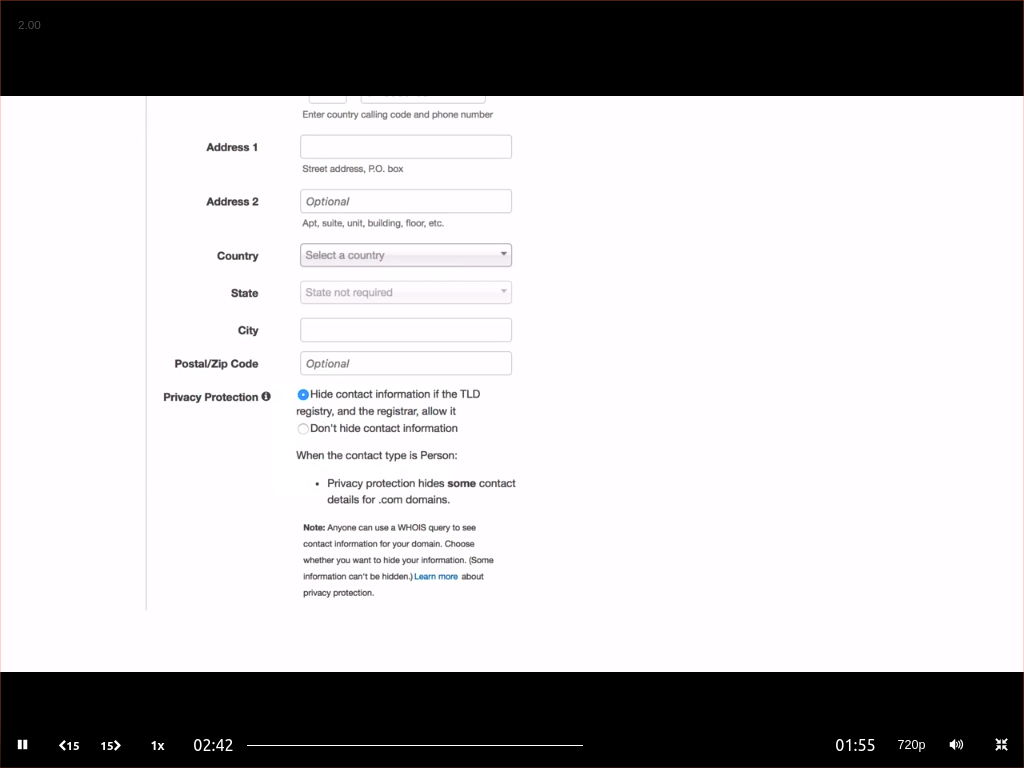 2.00
Enter country calling code and phone number
Address 1
Street address, P.O. box
Address 2 Optional
Apt, suite, unit, building, floor, etc.
Country Select a country
State State not required
City
Postal/Zip Code Optional
Privacy Protection Hide contact information if the TLD
registry, and the registrar, allow it
Don't hide contact information
When the contact type is Person:
• Privacy protection hides some contact
details for .com domains.
Note: Anyone can use a WHOIS query to see
contact information for your domain. Choose
whether you want to hide your information. (Some
information can't be hidden.) Learn more about
privacy protection.
15 15 1x 02:42 01:55 720p